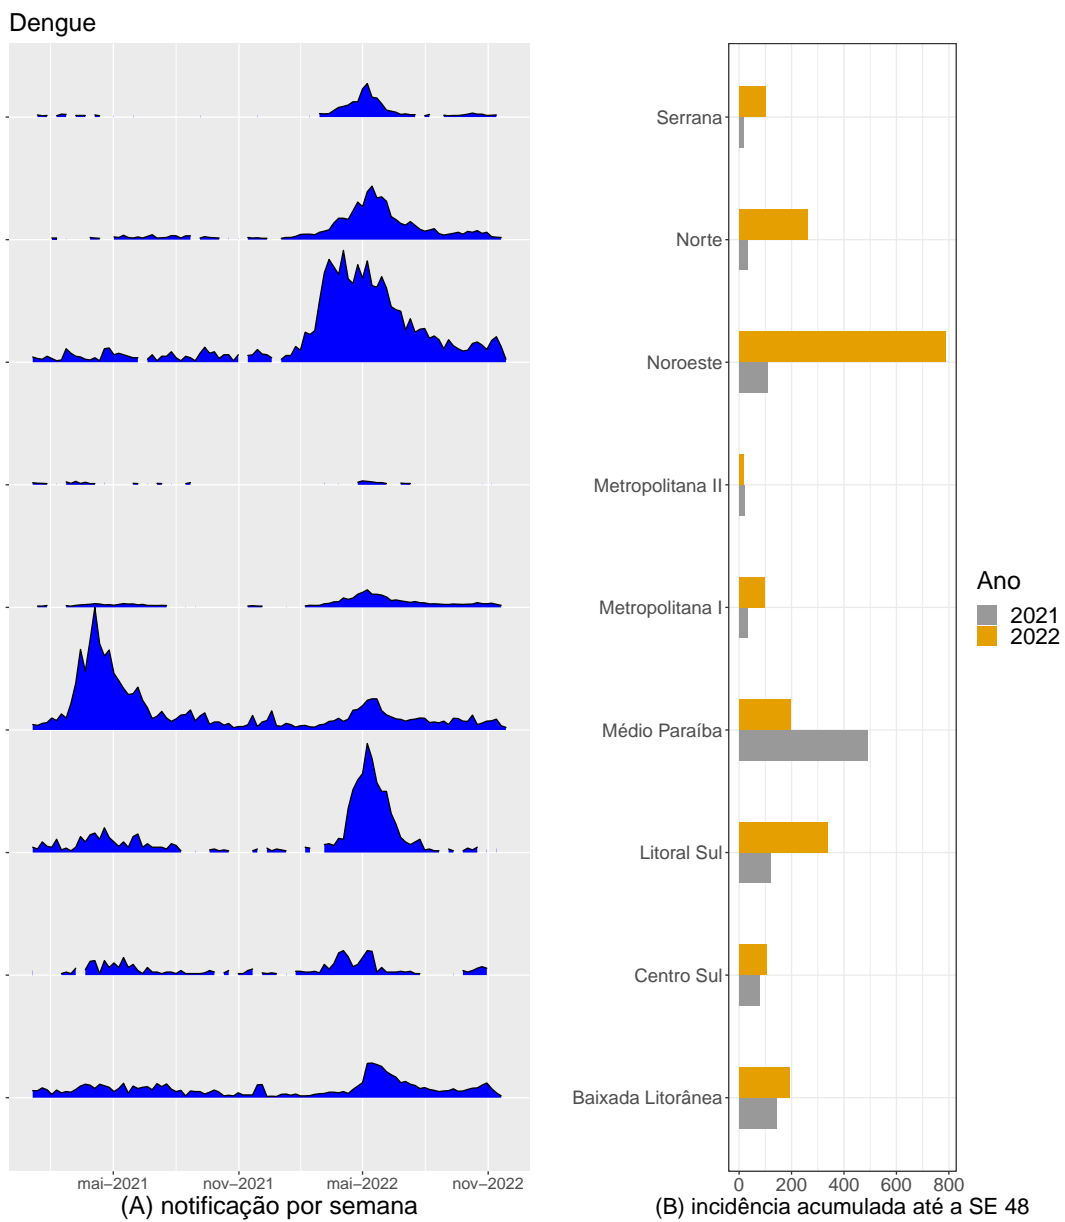 Dengue
Serrana
Norte
Noroeste
Metropolitana II
Metropolitana I
Médio Paraíba
Litoral Sul
Centro Sul
Baixada Litorânea
Ano
2021
2022
mai–2021 nov–2021 mai–2022 nov–2022
0 200 400 600 800
(A) notificação por semana
(B) incidência acumulada até a SE 48